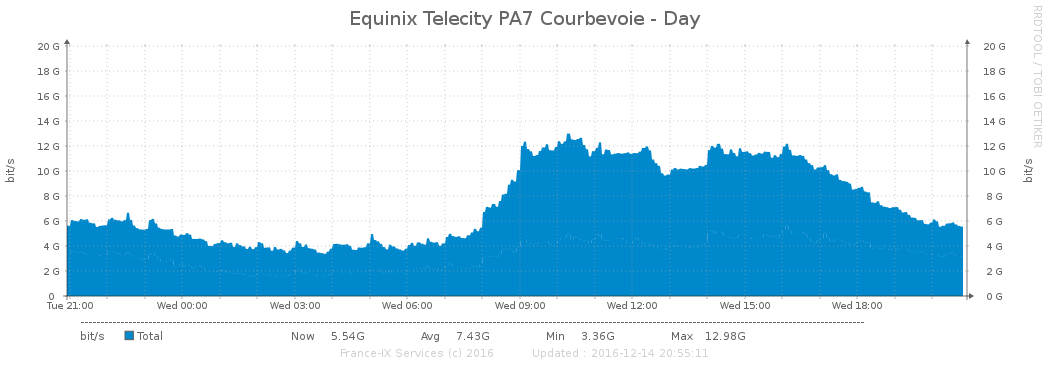 Equinix Telecity PA7 Courbevoie - Day
RRDTOOL / TOBI OETIKER
bit/s
20 G 20 G
18 G 18 G
16 G 16 G
14 G 14 G
12 G 12 G
10 G 10 G
8 G 8 G
6 G 6 G
4 G 4 G
2 G 2 G
0 0 G
bit/s
Tue 21:00 Wed 00:00 Wed 03:00 Wed 06:00 Wed 09:00 Wed 12:00 Wed 15:00 Wed 18:00
bit/s Total Now 5.54G Avg 7.43G Min 3.36G Max 12.98G
France-IX Services (c) 2016 Updated : 2016-12-14 20:55:11